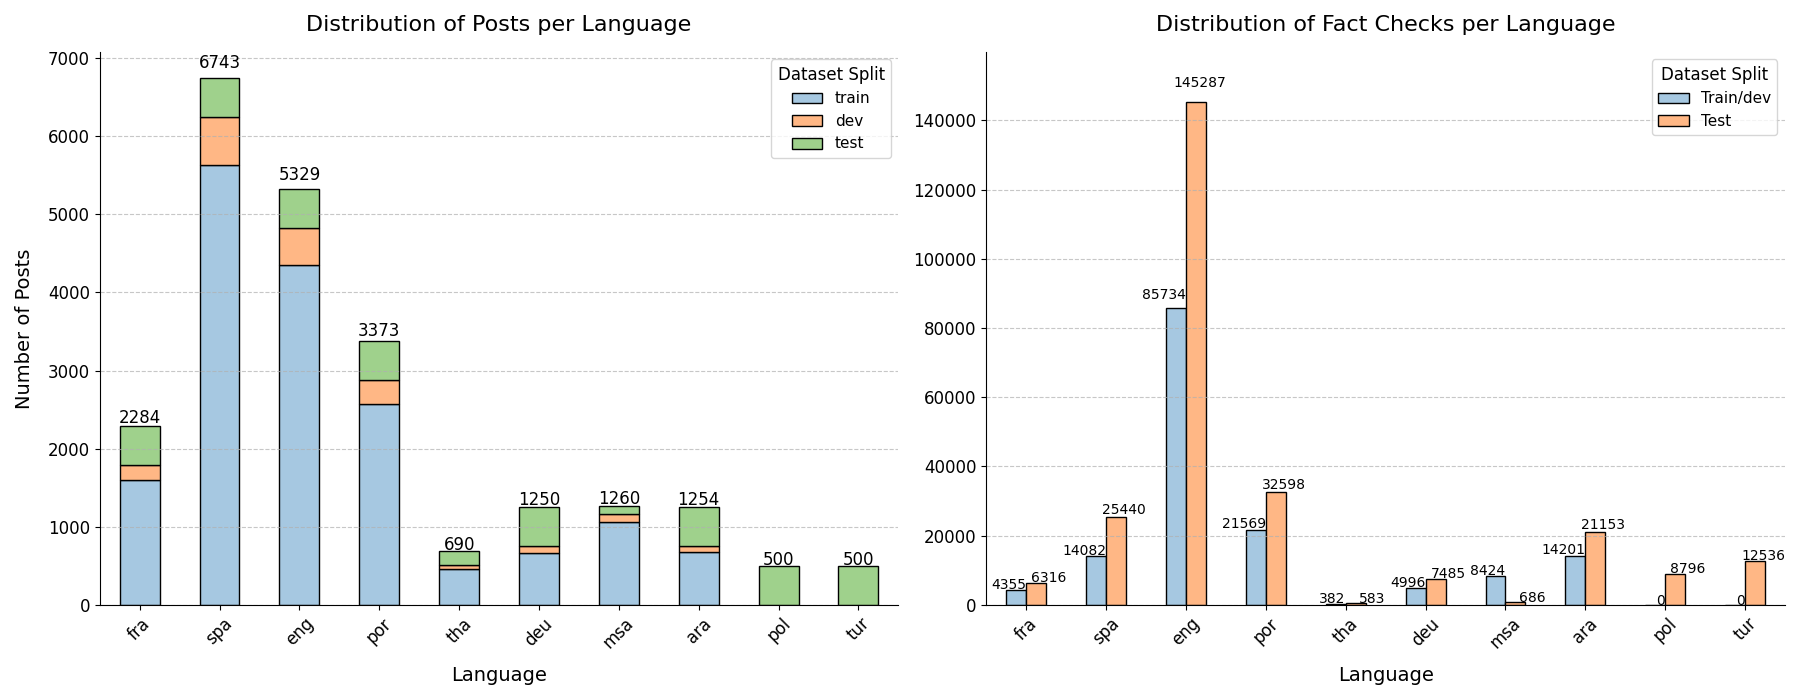 Distribution of Posts per Language
Number of Posts
7000
6000
5000
4000
3000
2000
1000
0
2284
6743
5329
3373
690
1250
1260
1254
500
500
Dataset Split
train
dev
test
fra
spa
eng
por
tha
deu
msa
ara
pol
tur
Language
Distribution of Fact Checks per Language
140000
120000
100000
80000
60000
40000
20000
0
4355
6316
14082
25440
85734
145287
21569
32598
382
583
4996
7485
8424
686
14201
21153
0
8796
0
12536
Dataset Split
Train/dev
Test
fra
spa
eng
por
tha
deu
msa
ara
pol
tur
Language